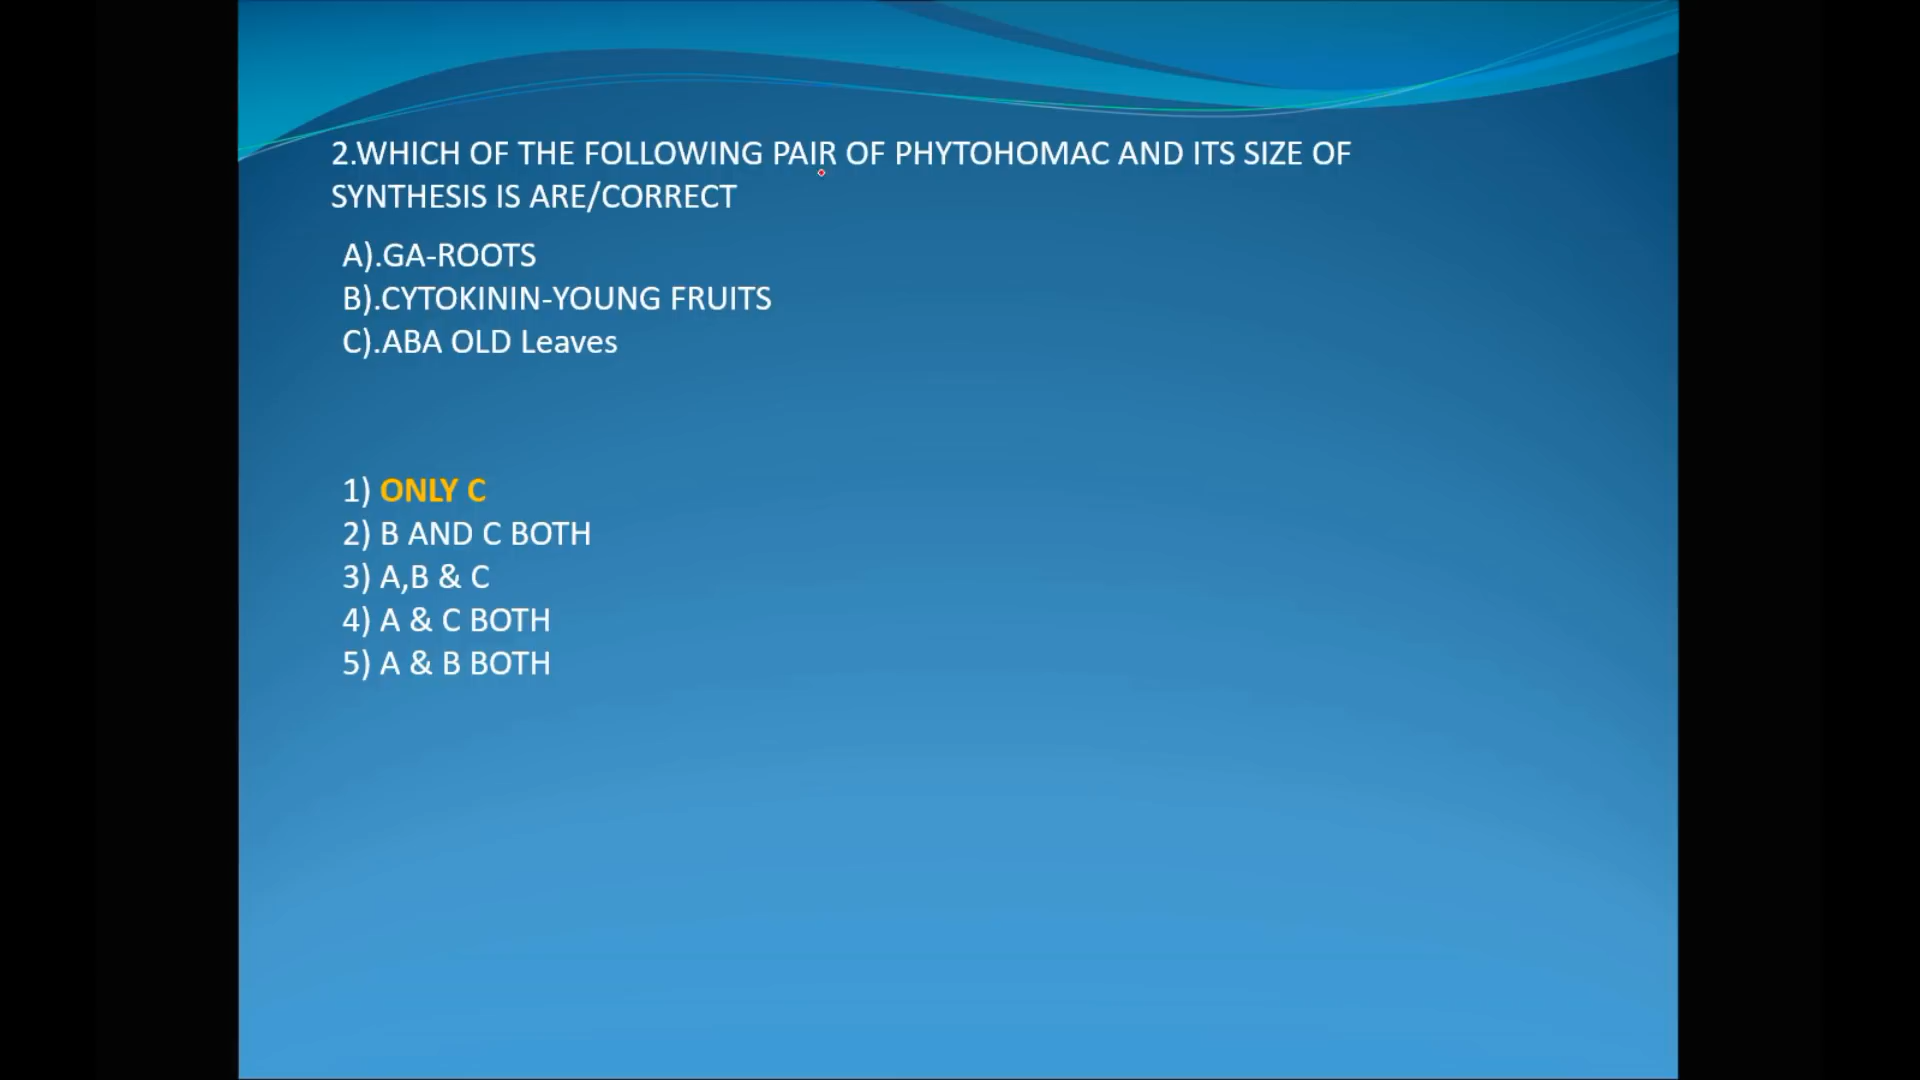 2.WHICH OF THE FOLLOWING PAIR OF PHYTOHOMAC AND ITS SIZE OF
SYNTHESIS IS ARE/CORRECT
A).GA-ROOTS
B).CYTOKININ-YOUNG FRUITS
C).ABA OLD Leaves
1) ONLY C
2) B AND C BOTH
3) A,B & C
4) A & C BOTH
5) A & B BOTH